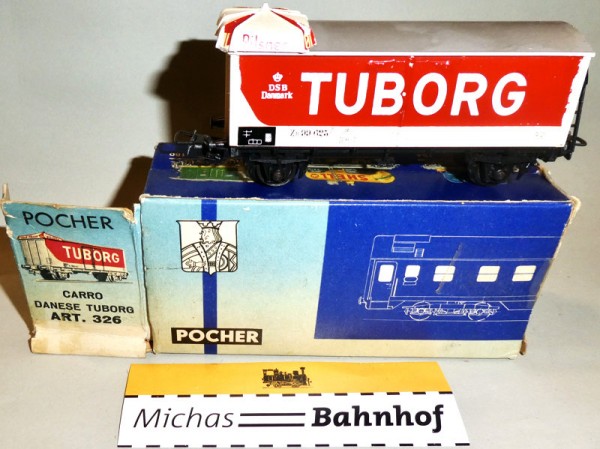 Pilsner
DSB
Danmark
TUBORG
POCHER
TUBORG
CARRO
DANESE TUBORG
ART. 326
POCHER
Michas Bahnhof